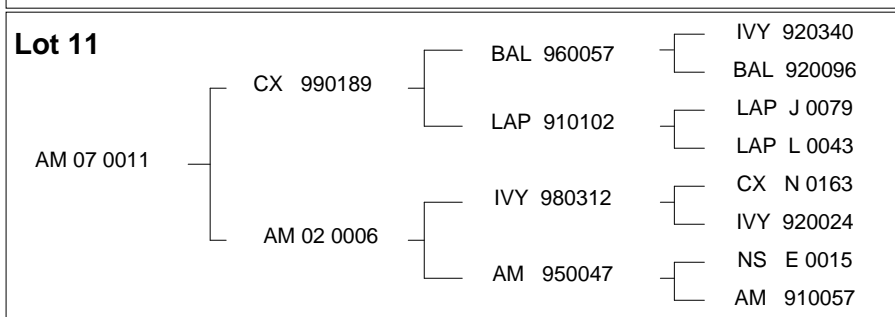 Lot 11
IVY 920340
BAL 960057
BAL 920096
CX 990189
LAP J 0079
LAP 910102
LAP L 0043
AM 07 0011
CX N 0163
IVY 980312
IVY 920024
AM 02 0006
NS E 0015
AM 950047
AM 910057